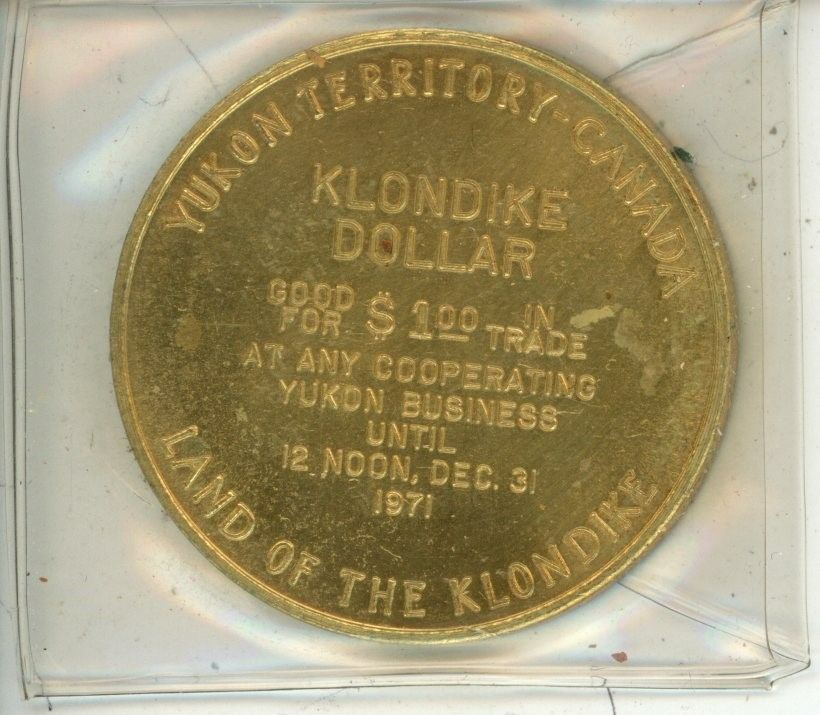 YUKON TERRITORY-CANADA
KLONDIKE
DOLLAR
GOOD FOR $1.00 IN TRADE
AT ANY COOPERATING
YUKON BUSINESS
UNTIL
12 NOON, DEC. 31
1971
LAND OF THE KLONDIKE